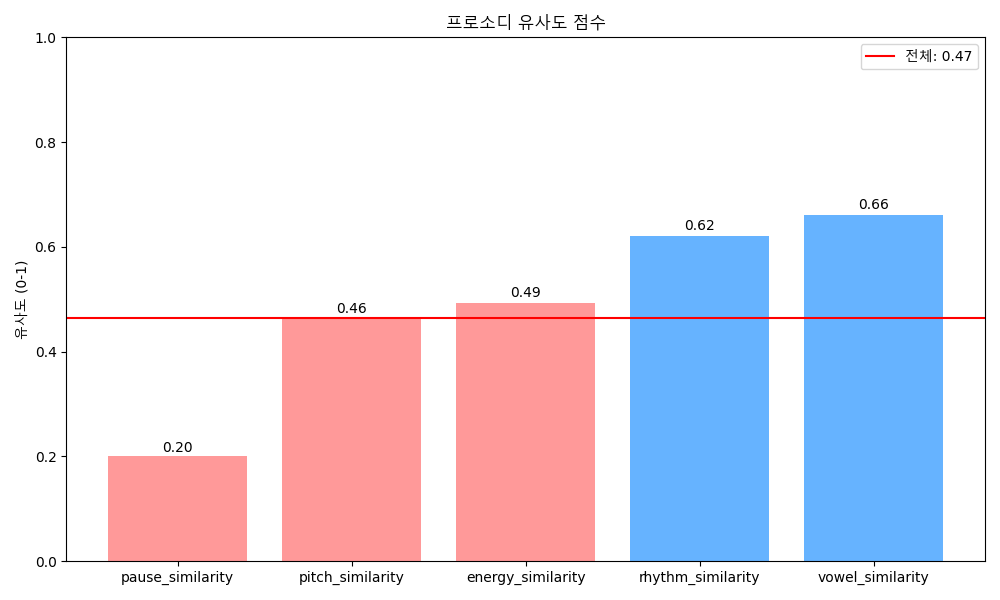 프로소디 유사도 점수
전체: 0.47
유사도 (0-1)
1.0
0.8
0.6
0.4
0.2
0.0
0.20
0.46
0.49
0.62
0.66
pause_similarity
pitch_similarity
energy_similarity
rhythm_similarity
vowel_similarity